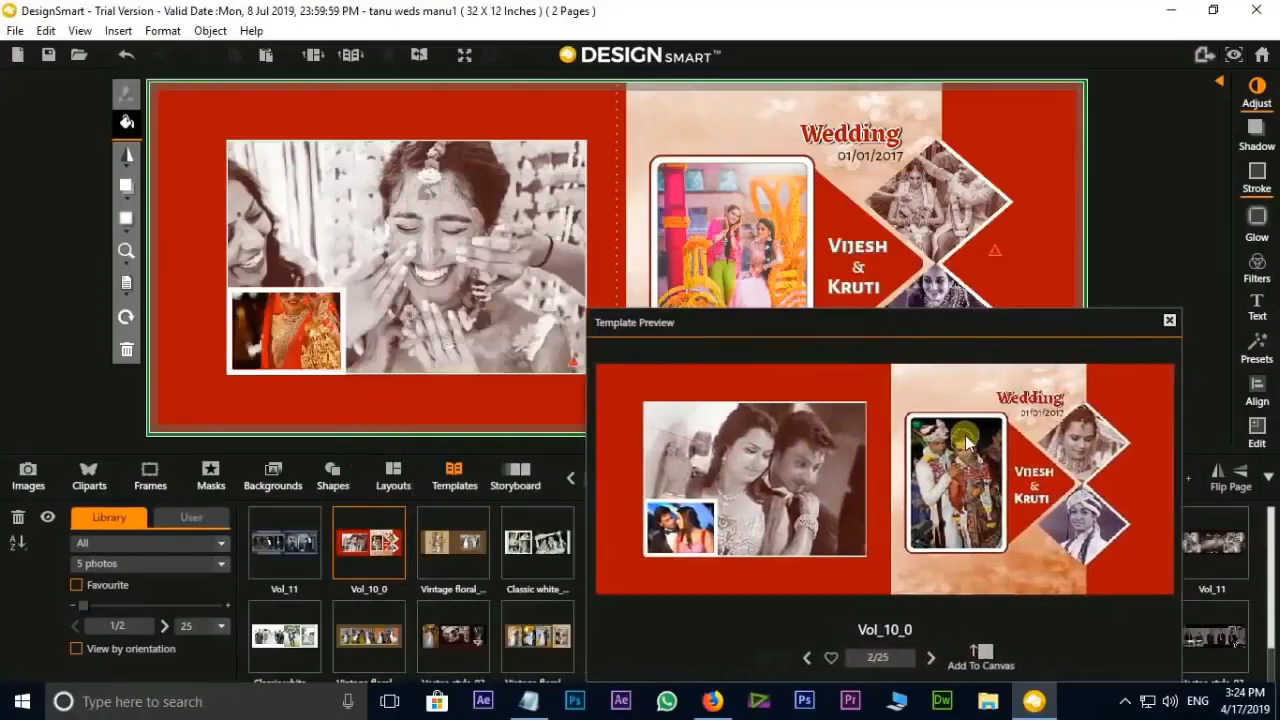 DesignSmart - Trial Version - Valid Date :Mon, 8 Jul 2019, 23:59:59 PM - tanu weds manu1 ( 32 X 12 Inches ) ( 2 Pages )
File Edit View Insert Format Object Help
DESIGN SMART™
Adjust
Shadow
Stroke
Glow
Filters
Text
Presets
Align
Edit
Wedding
01/01/2017
VIJESH
&
KRUTI
Template Preview
Wedding
01/01/2017
VIJESH
&
KRUTI
Vol_10_0
2/25
Add To Canvas
Images Cliparts Frames Masks Backgrounds Shapes Layouts Templates Storyboard
Flip Page
Library User
All
5 photos
Favourite
1/2 25
View by orientation
Vol_11 Vol_10_0 Vintage floral_... Classic white_... Vol_11
Type here to search
ENG
3:24 PM
4/17/2019